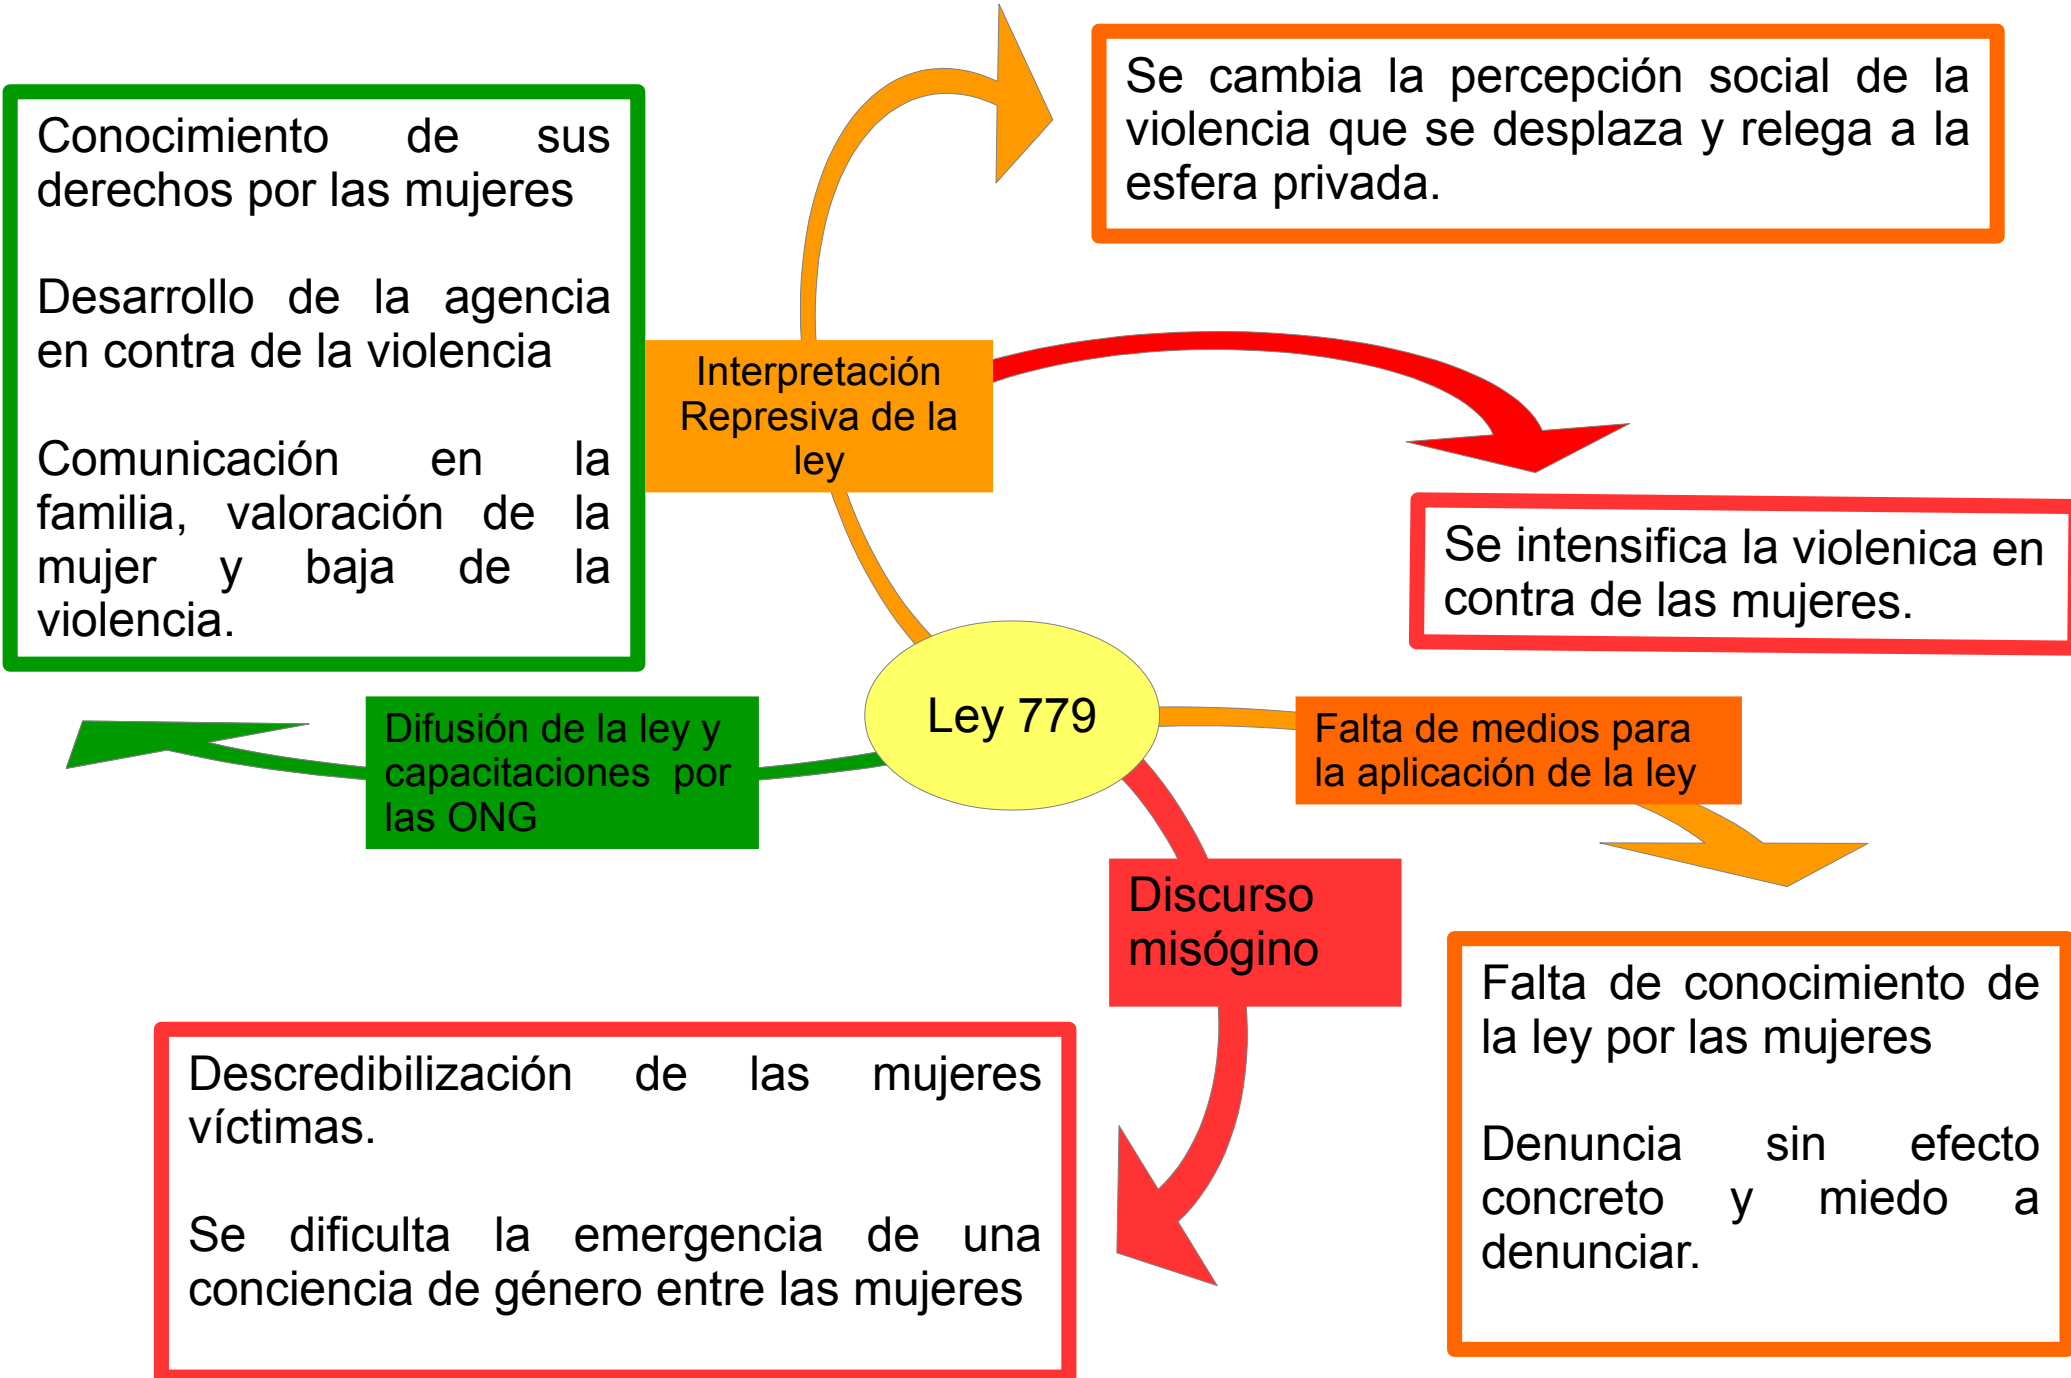 Se cambia la percepción social de la
violencia que se desplaza y relega a la
esfera privada.
Conocimiento de sus
derechos por las mujeres
Desarrollo de la agencia
en contra de la violencia
Comunicación en la
familia, valoración de la
mujer y baja de la
violencia.
Interpretación
Represiva de la
ley
Se intensifica la violenica en
contra de las mujeres.
Ley 779
Difusión de la ley y
capacitaciones por
las ONG
Falta de medios para
la aplicación de la ley
Discurso
misógino
Falta de conocimiento de
la ley por las mujeres
Denuncia sin efecto
concreto y miedo a
denunciar.
Descredibilización de las mujeres
víctimas.
Se dificulta la emergencia de una
conciencia de género entre las mujeres